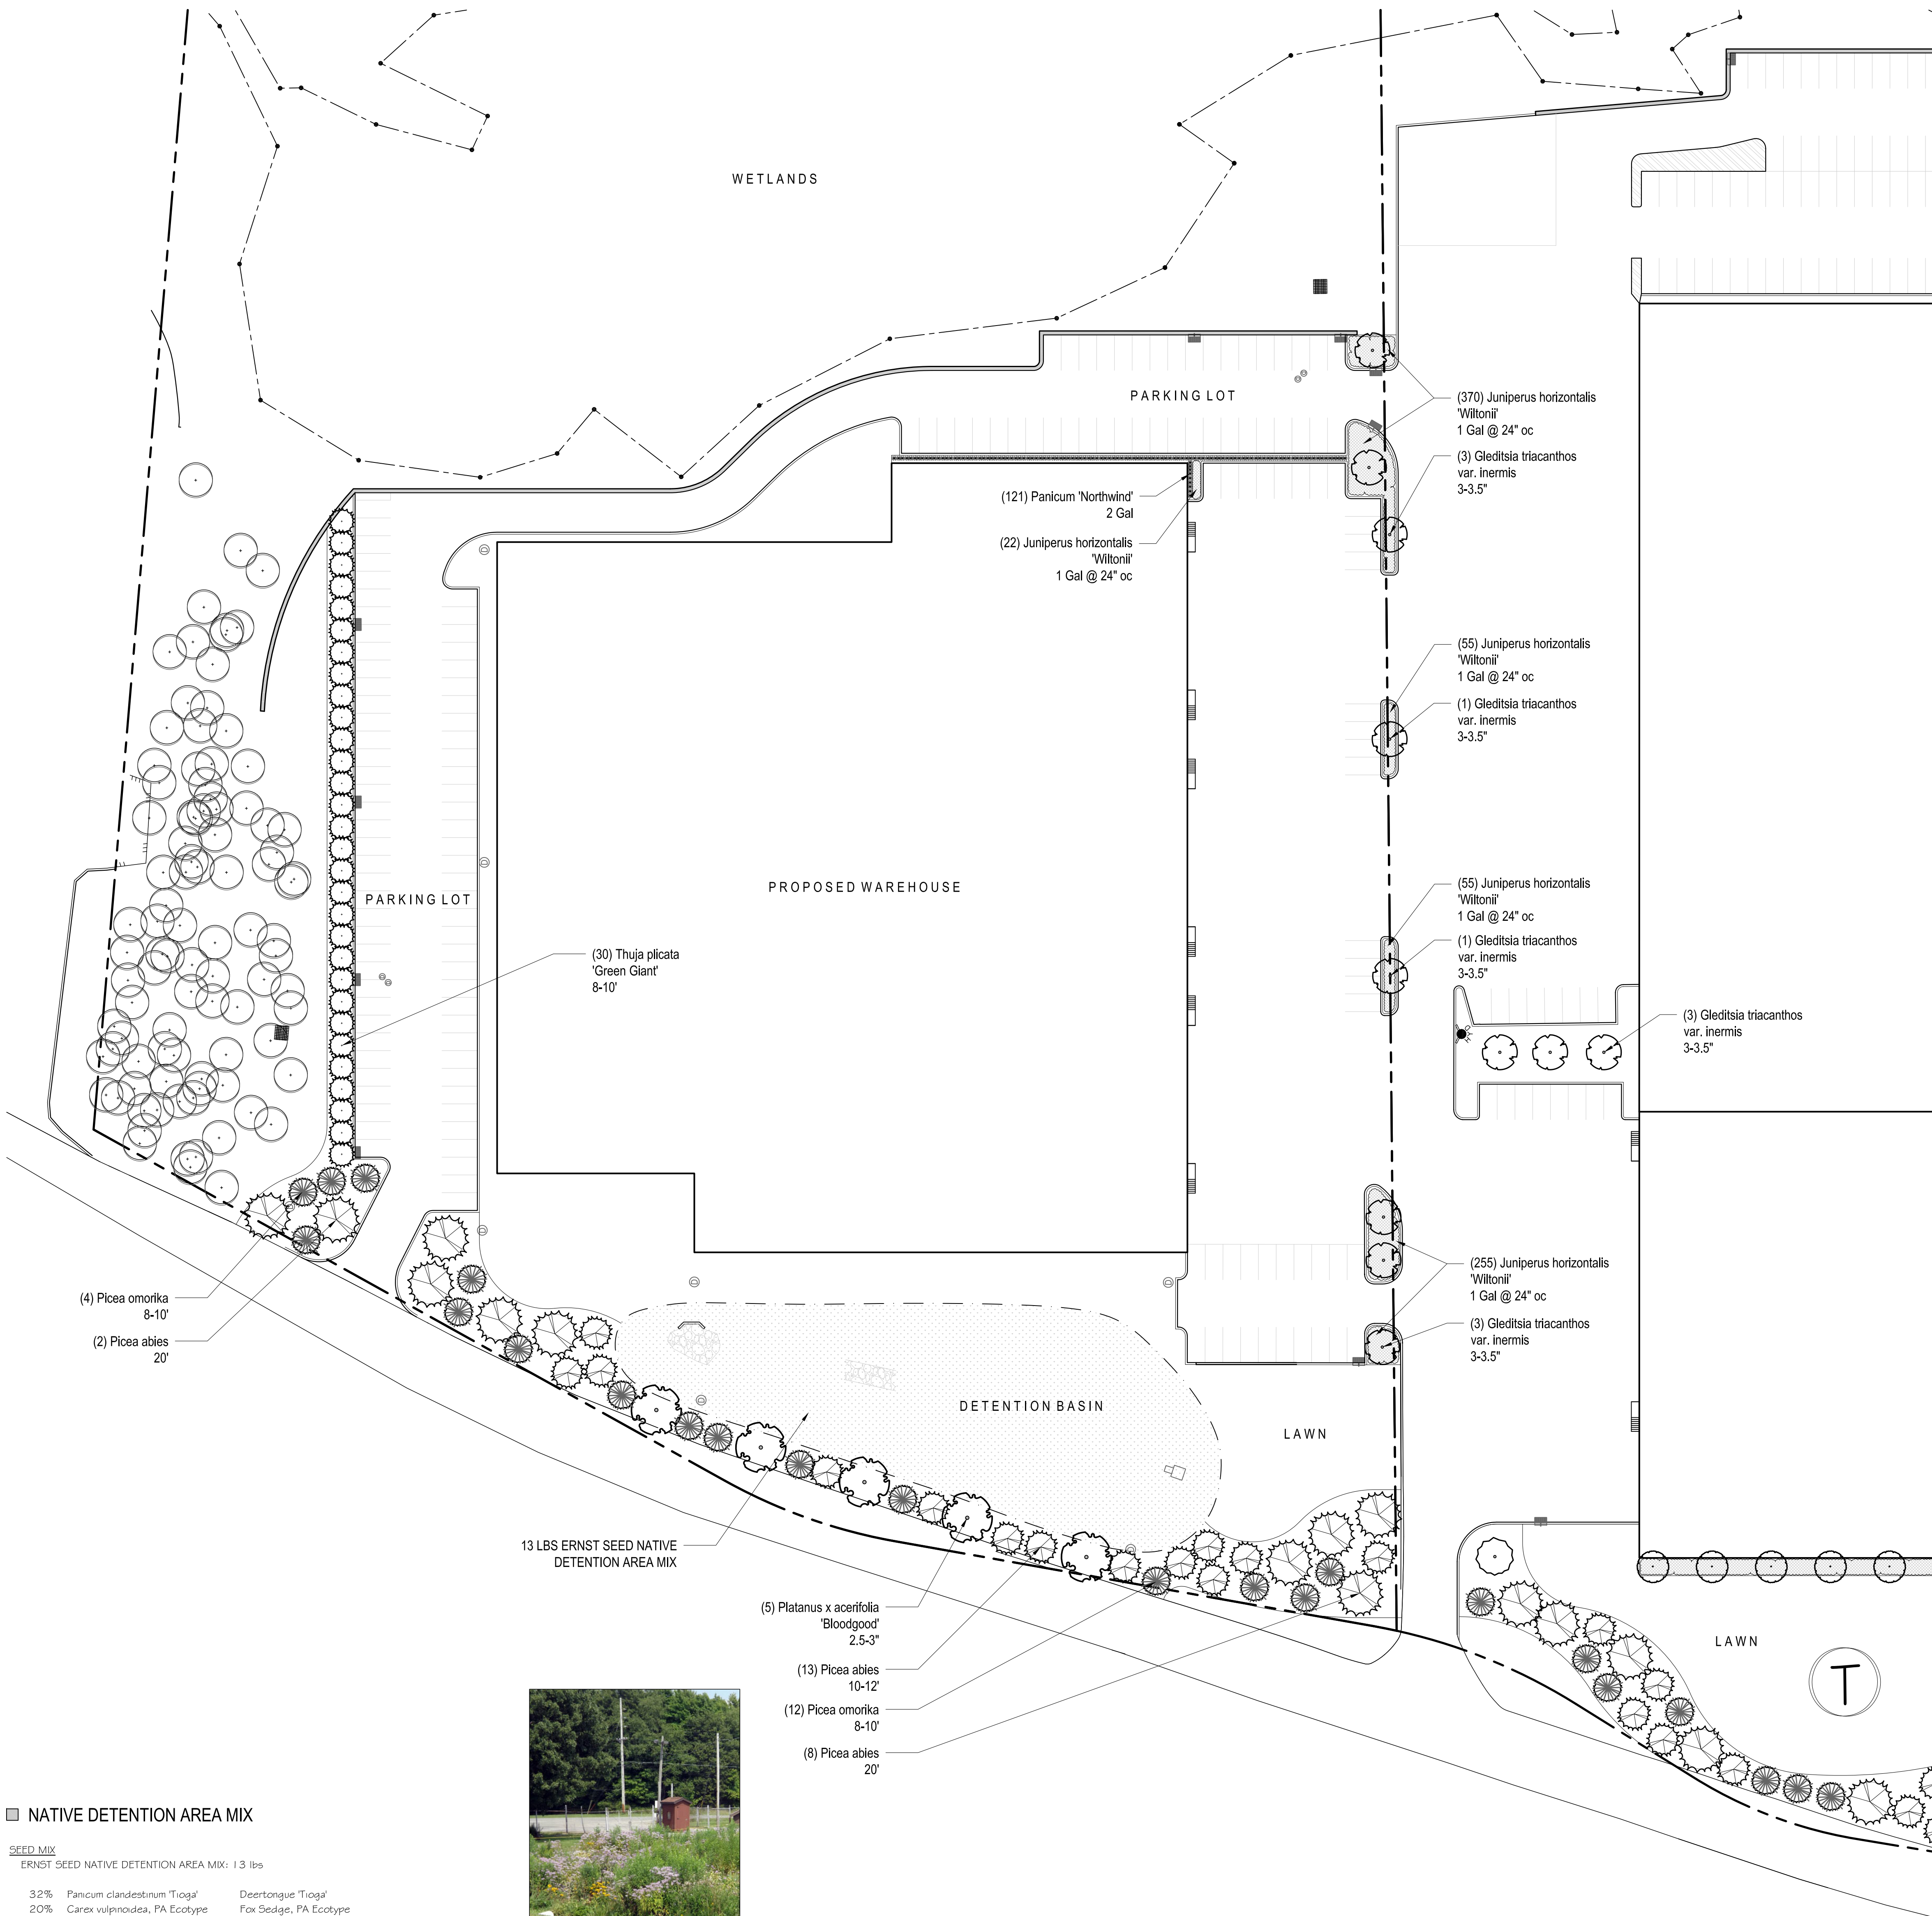 WETLANDS
PARKING LOT
(370) Juniperus horizontalis
'Wiltonii'
1 Gal @ 24" oc
(3) Gleditsia triacanthos
var. inermis
3-3.5"
(121) Panicum 'Northwind'
2 Gal
(22) Juniperus horizontalis
'Wiltonii'
1 Gal @ 24" oc
(55) Juniperus horizontalis
'Wiltonii'
1 Gal @ 24" oc
(1) Gleditsia triacanthos
var. inermis
3-3.5"
PROPOSED WAREHOUSE
PARKING LOT
(55) Juniperus horizontalis
'Wiltonii'
1 Gal @ 24" oc
(1) Gleditsia triacanthos
var. inermis
3-3.5"
(30) Thuja plicata
'Green Giant'
8-10'
(3) Gleditsia triacanthos
var. inermis
3-3.5"
(255) Juniperus horizontalis
'Wiltonii'
1 Gal @ 24" oc
(3) Gleditsia triacanthos
var. inermis
3-3.5"
(4) Picea omorika
8-10'
(2) Picea abies
20'
DETENTION BASIN
LAWN
13 LBS ERNST SEED NATIVE
DETENTION AREA MIX
(5) Platanus x acerifolia
'Bloodgood'
2.5-3"
(13) Picea abies
10-12'
(12) Picea omorika
8-10'
(8) Picea abies
20'
LAWN
T
NATIVE DETENTION AREA MIX
SEED MIX
ERNST SEED NATIVE DETENTION AREA MIX: 13 lbs
32% Panicum clandestinum 'Tioga' Deertongue 'Tioga'
20% Carex vulpinoidea, PA Ecotype Fox Sedge, PA Ecotype